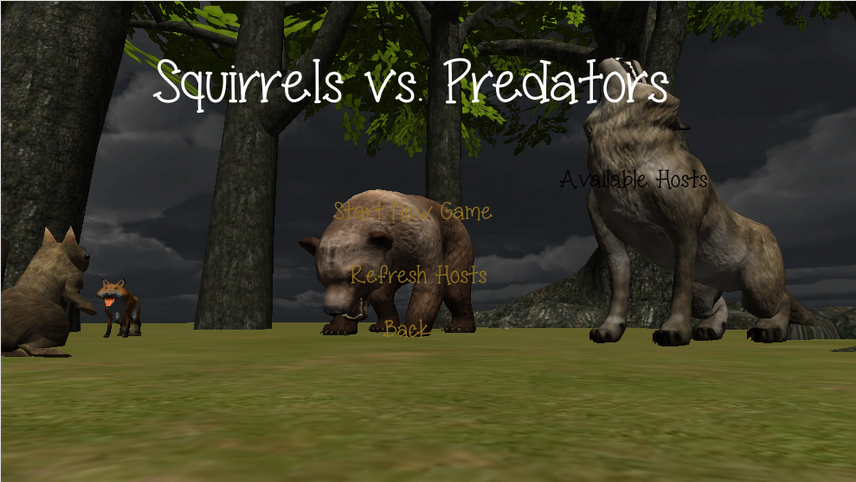 Squirrels vs. Predators
Available Hosts
Start New Game
Refresh Hosts
Back